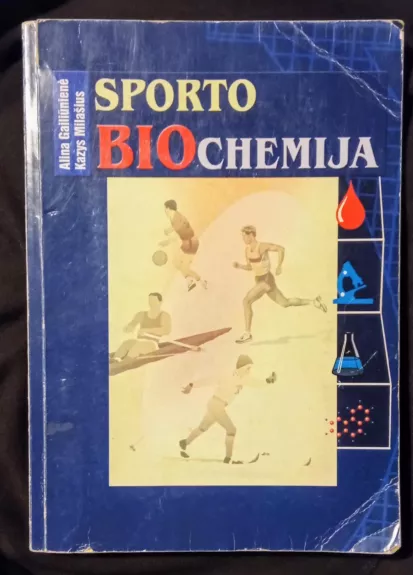 Alina Gailiūnienė
Kazys Milašius
SPORTO
BIOCHEMIJA